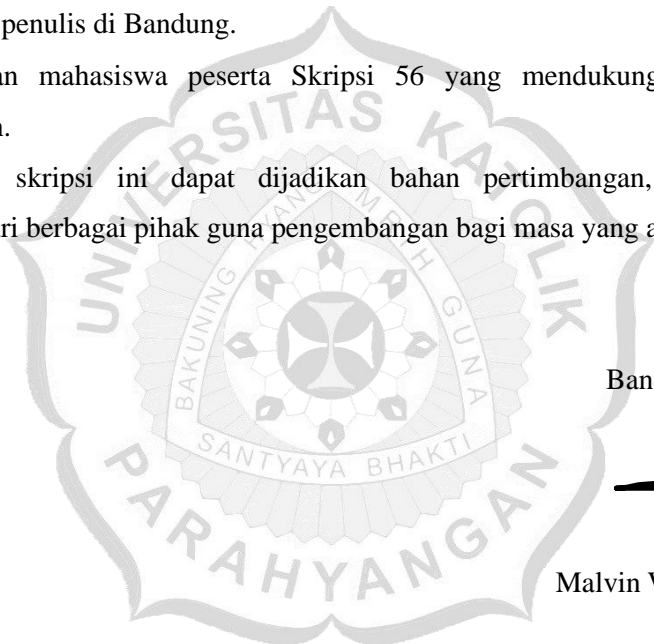 penulis di Bandung.
an mahasiswa peserta Skripsi 56 yang mendukung
n.
skripsi ini dapat dijadikan bahan pertimbangan,
ri berbagai pihak guna pengembangan bagi masa yang a
UNIVERSITAS KATOLIK
BAKUNING HYANG MRIH GUNA
SANTYAYA BHAKTI
PARAHYANGAN
Ban
Malvin